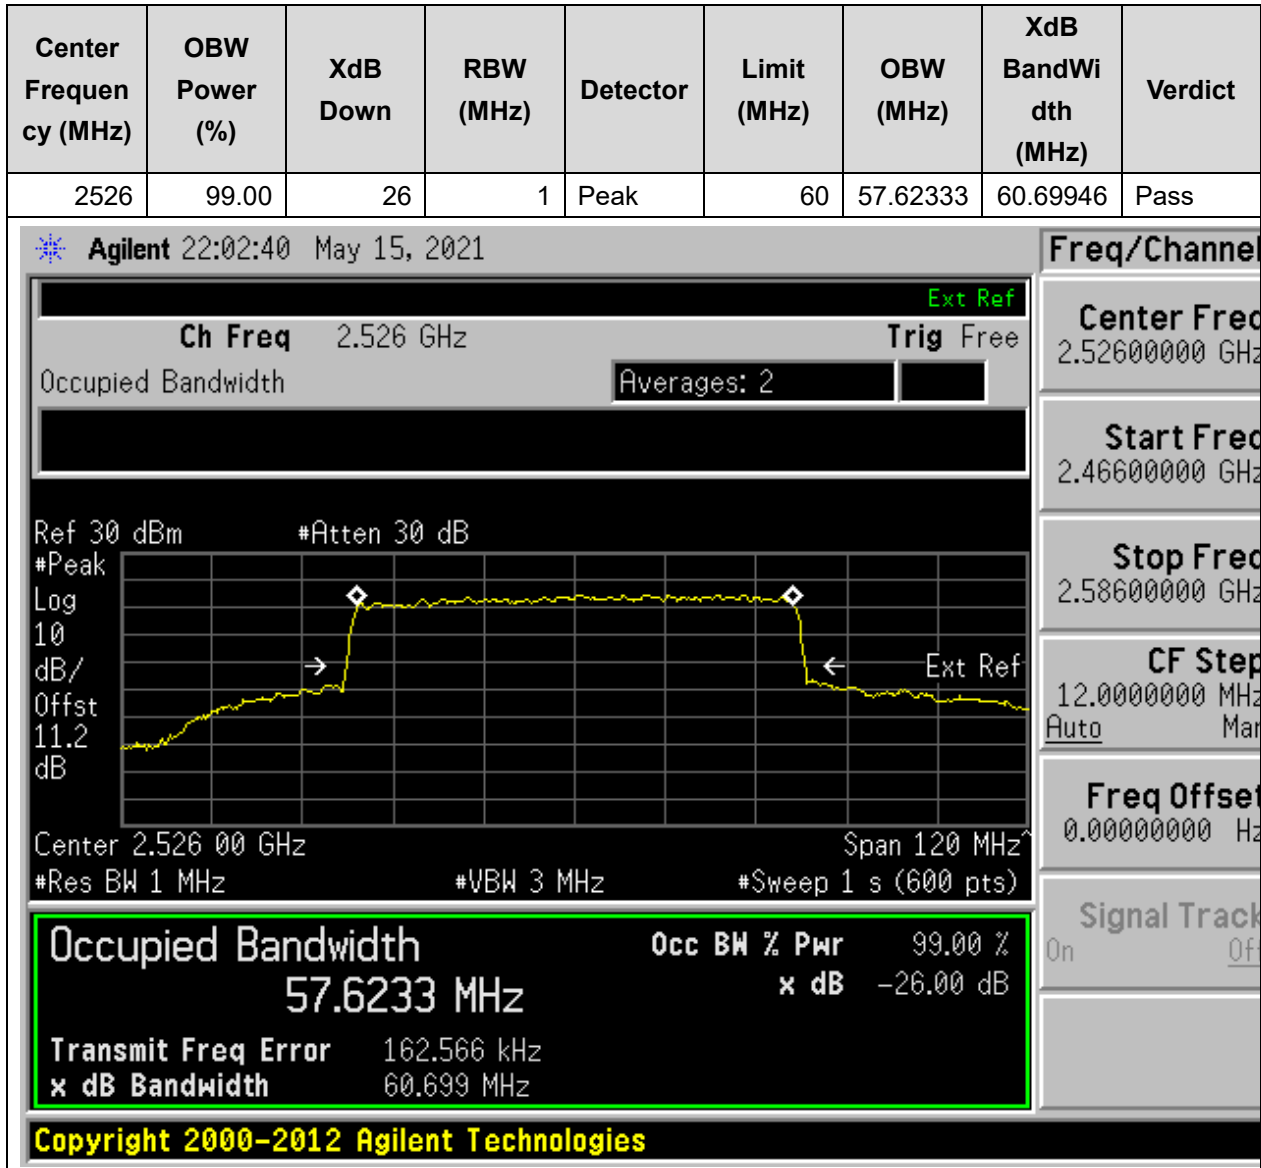 Center Frequen cy (MHz) OBW Power (%) XdB Down RBW (MHz) Detector Limit (MHz) OBW (MHz) XdB BandWi dth (MHz) Verdict
2526 99.00 26 1 Peak 60 57.62333 60.69946 Pass
Agilent 22:02:40 May 15, 2021
Ext Ref
Ch Freq 2.526 GHz Trig Free
Occupied Bandwidth Averages: 2
Ref 30 dBm #Atten 30 dB
#Peak
Log
10
dB/
Offst
11.2
dB
Ext Ref
Center 2.526 00 GHz Span 120 MHz^
#Res BW 1 MHz #VBW 3 MHz #Sweep 1 s (600 pts)
Occupied Bandwidth Occ BW % Pwr 99.00 %
57.6233 MHz x dB -26.00 dB
Transmit Freq Error 162.566 kHz
x dB Bandwidth 60.699 MHz
Copyright 2000-2012 Agilent Technologies
Freq/Channel
Center Freq
2.52600000 GHz
Start Freq
2.46600000 GHz
Stop Freq
2.58600000 GHz
CF Step
12.0000000 MHz
Auto Man
Freq Offset
0.00000000 Hz
Signal Track
On Off